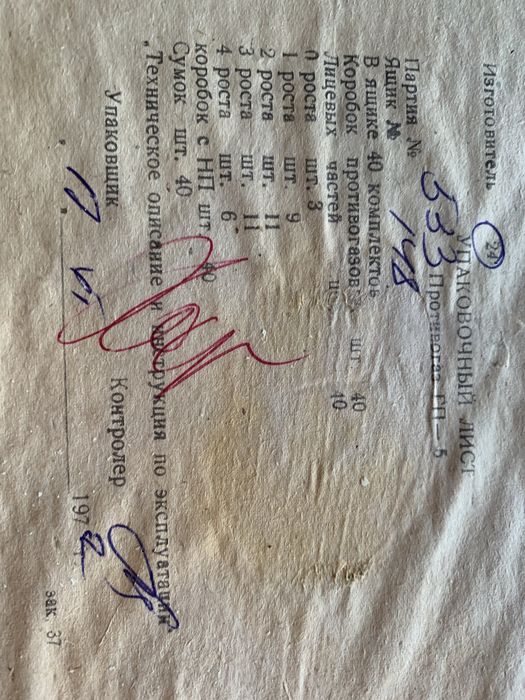 УПАКОВОЧНЫЙ ЛИСТ
Изготовитель 24 Противогаз ГП-5
Партия № 533
Ящик № 148
В ящике 40 комплектов
Коробок противогазов шт 40
Лицевых частей шт 40
0 роста шт. 3
1 роста шт. 9
2 роста шт. 11
3 роста шт. 11
4 роста шт. 6
коробок с НП шт 40
Сумок шт. 40
„Техническое описание и инструкция по эксплуатации“
Упаковщик Контролер
„ 17 „ 1972
зак. 37